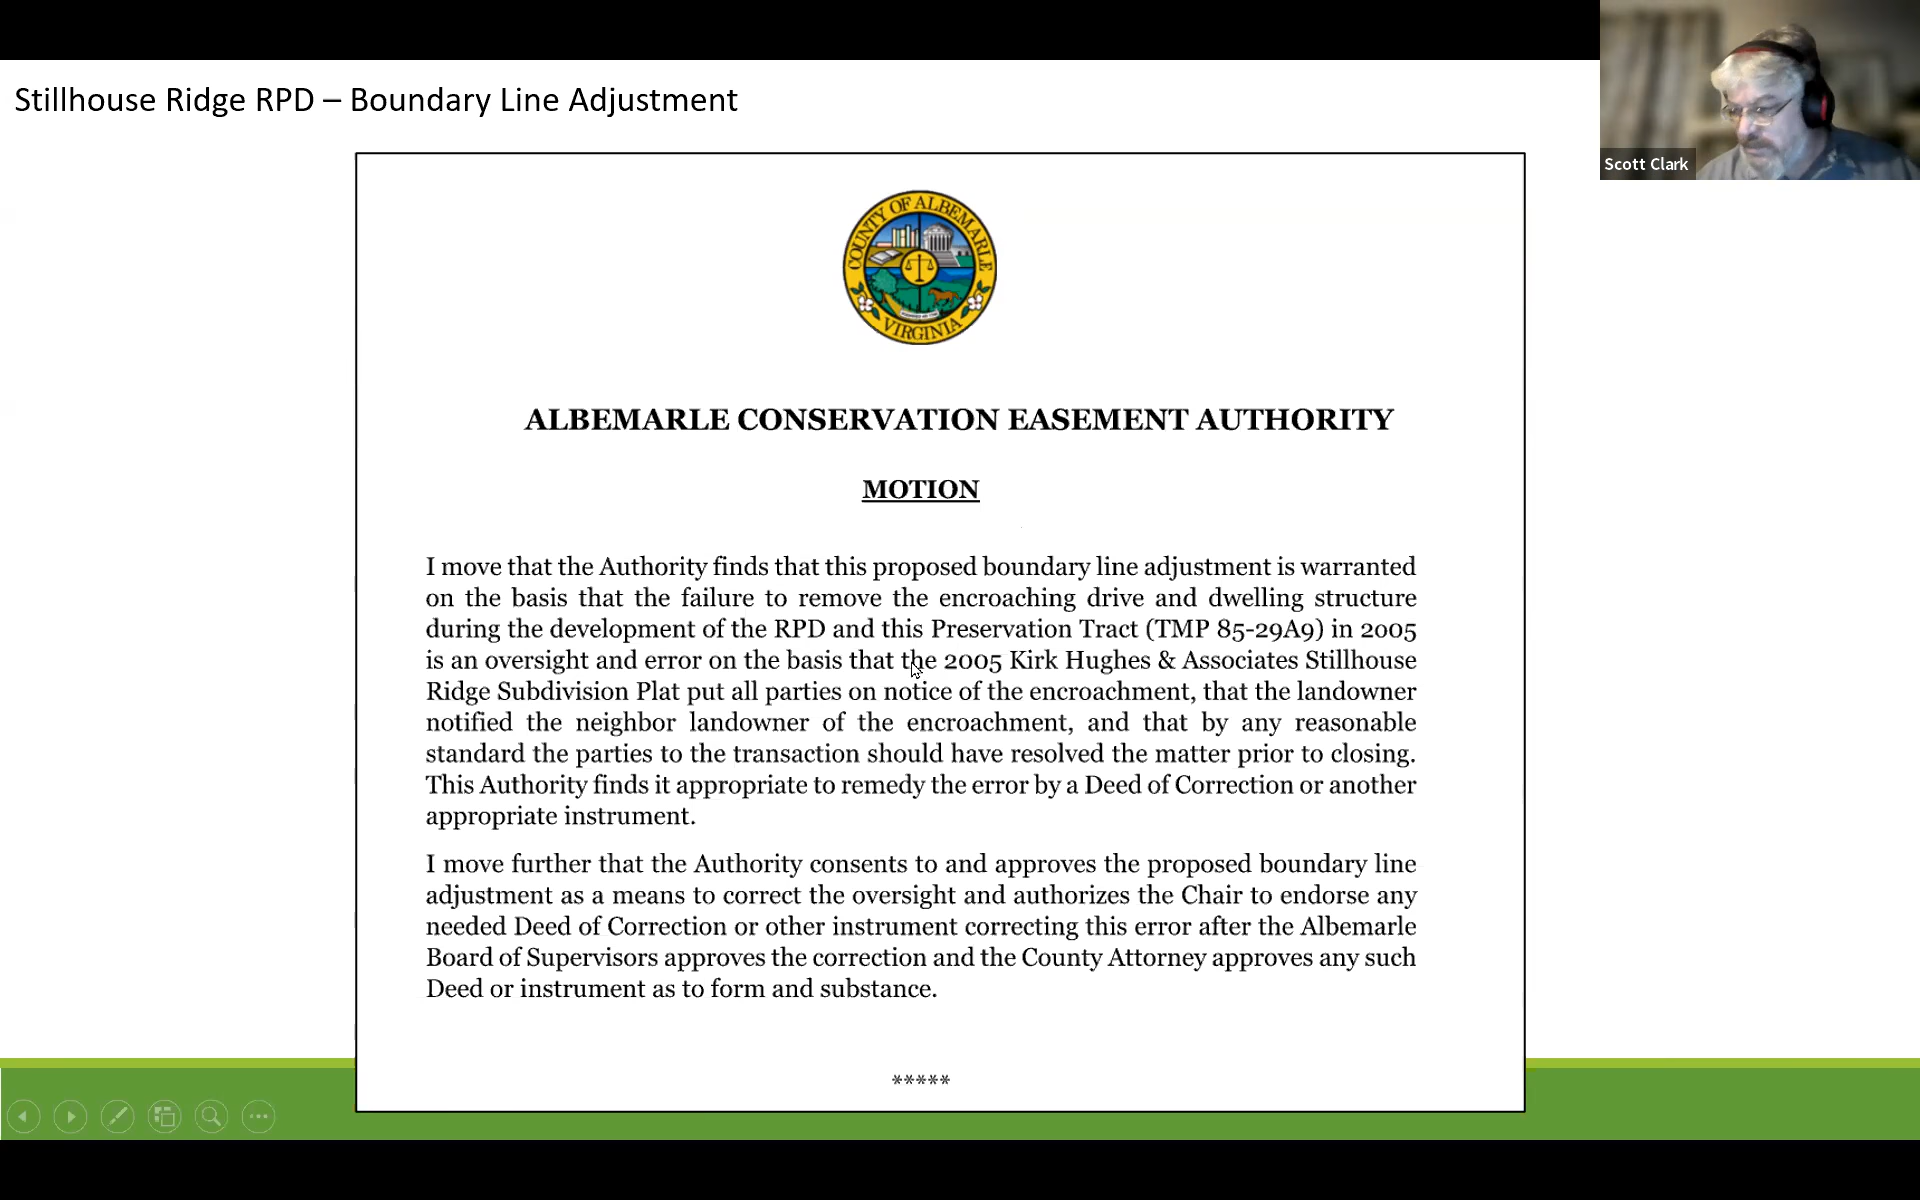 Stillhouse Ridge RPD – Boundary Line Adjustment
Scott Clark
COUNTY OF ALBEMARLE
VIRGINIA
ALBEMARLE CONSERVATION EASEMENT AUTHORITY
MOTION
I move that the Authority finds that this proposed boundary line adjustment is warranted
on the basis that the failure to remove the encroaching drive and dwelling structure
during the development of the RPD and this Preservation Tract (TMP 85-29A9) in 2005
is an oversight and error on the basis that the 2005 Kirk Hughes & Associates Stillhouse
Ridge Subdivision Plat put all parties on notice of the encroachment, that the landowner
notified the neighbor landowner of the encroachment, and that by any reasonable
standard the parties to the transaction should have resolved the matter prior to closing.
This Authority finds it appropriate to remedy the error by a Deed of Correction or another
appropriate instrument.
I move further that the Authority consents to and approves the proposed boundary line
adjustment as a means to correct the oversight and authorizes the Chair to endorse any
needed Deed of Correction or other instrument correcting this error after the Albemarle
Board of Supervisors approves the correction and the County Attorney approves any such
Deed or instrument as to form and substance.
*****